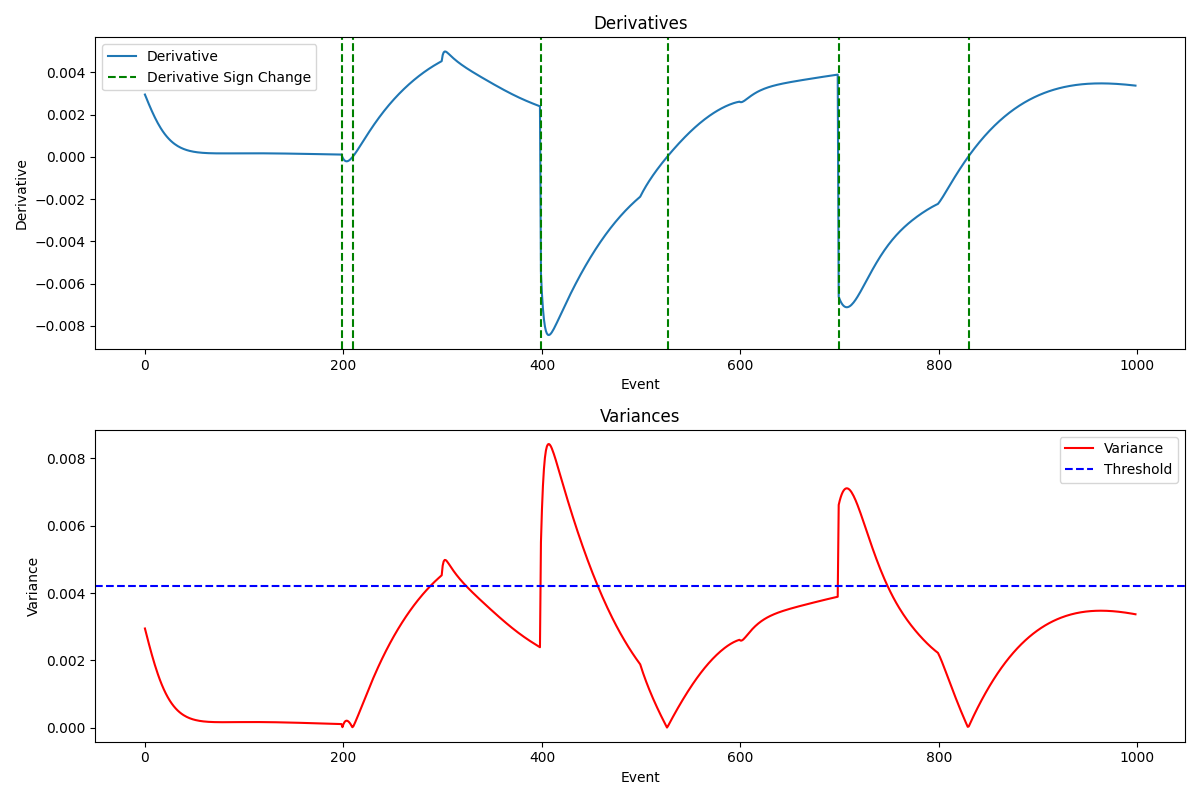 Derivatives
Derivative
Derivative Sign Change
0.004
0.002
0.000
−0.002
−0.004
−0.006
−0.008
Derivative
0 200 400 600 800 1000
Event
Variances
Variance
Threshold
0.008
0.006
0.004
0.002
0.000
Variance
0 200 400 600 800 1000
Event